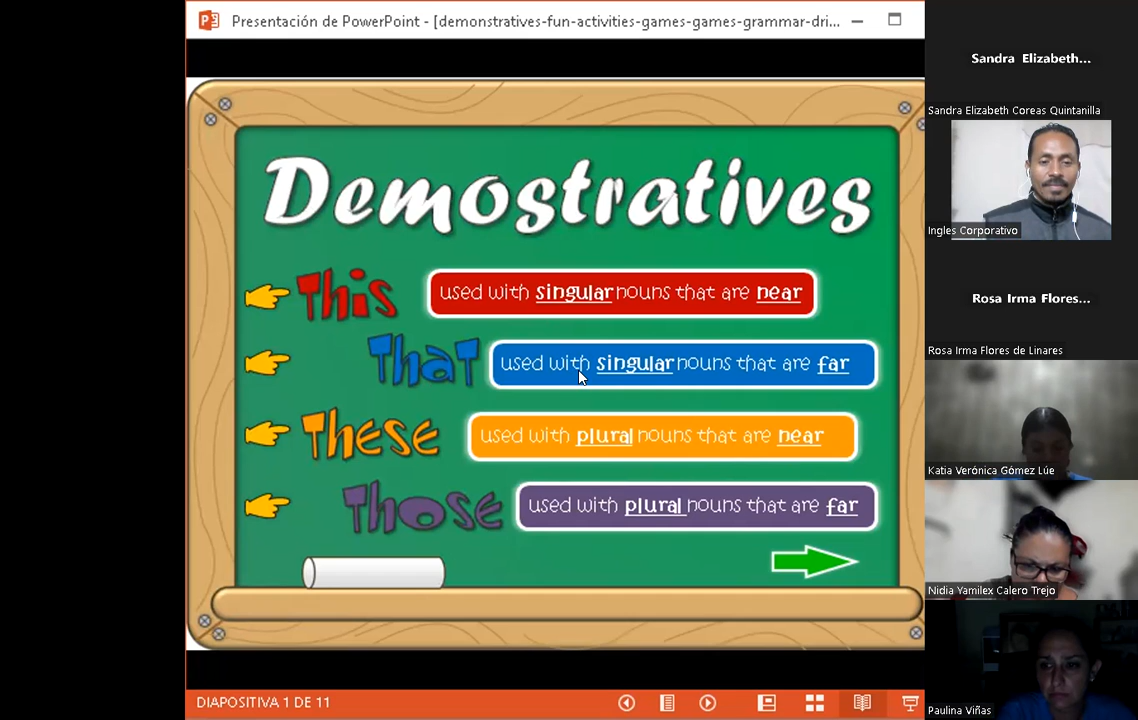 Presentación de PowerPoint - [demonstratives-fun-activities-games-games-grammar-dri...
Demostratives
This used with singular nouns that are near
That used with singular nouns that are far
These used with plural nouns that are near
Those used with plural nouns that are far
DIAPOSITIVA 1 DE 11
Sandra Elizabeth...
Sandra Elizabeth Coreas Quintanilla
Ingles Corporativo
Rosa Irma Flores...
Rosa Irma Flores de Linares
Katia Verónica Gómez Lúe
Nidia Yamilex Calero Trejo
Paulina Viñas